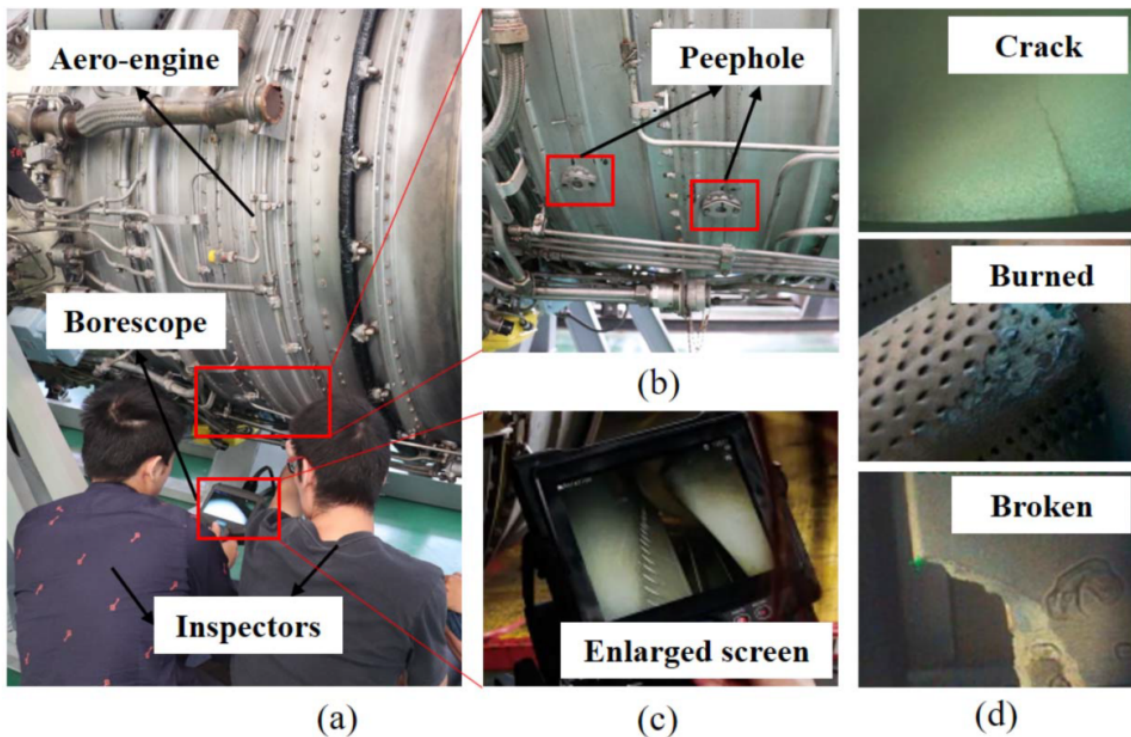 Aero-engine
Borescope
Inspectors
(a)
Peephole
(b)
Enlarged screen
(c)
Crack
Burned
Broken
(d)